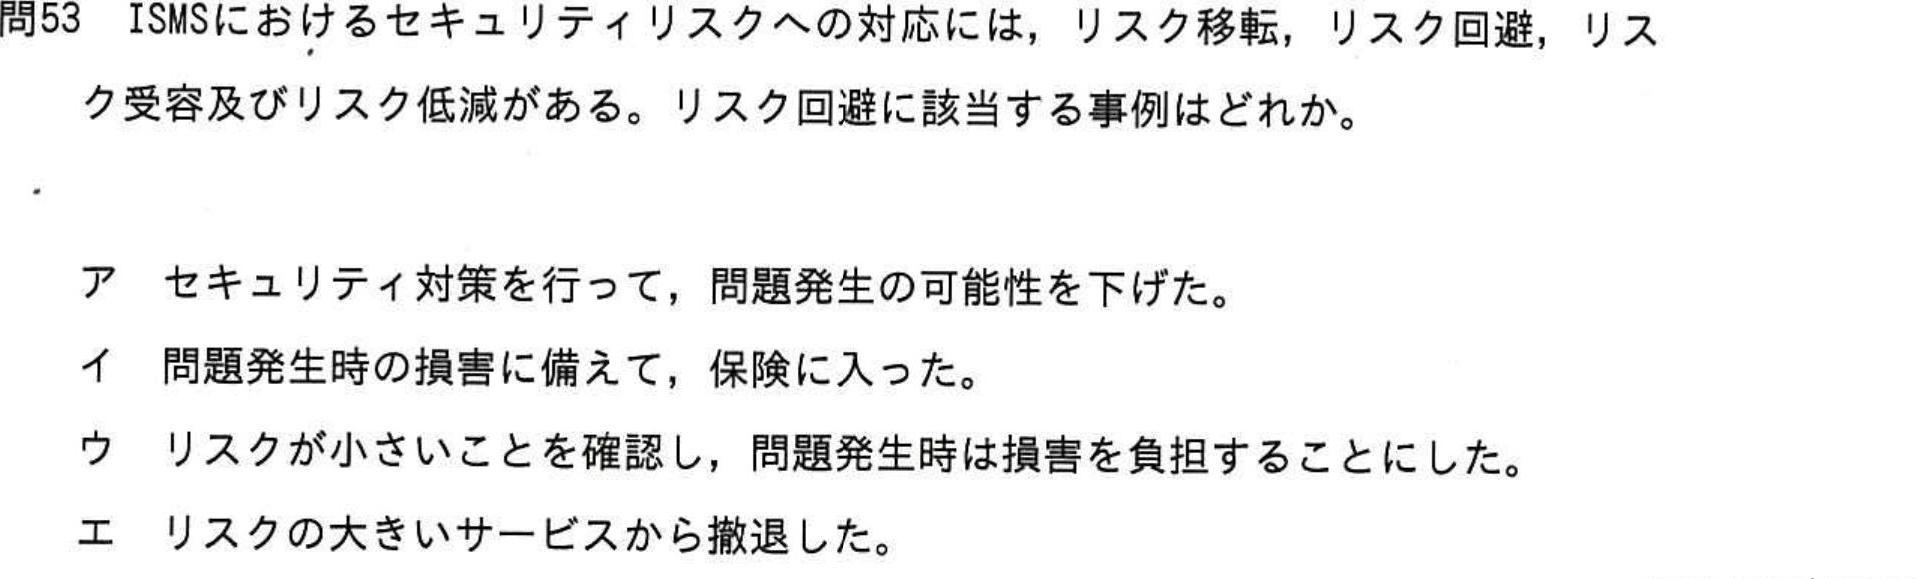 問53 ISMSにおけるセキュリティリスクへの対応には，リスク移転，リスク回避，リス
ク受容及びリスク低減がある。リスク回避に該当する事例はどれか。
ア セキュリティ対策を行って，問題発生の可能性を下げた。
イ 問題発生時の損害に備えて，保険に入った。
ウ リスクが小さいことを確認し，問題発生時は損害を負担することにした。
エ リスクの大きいサービスから撤退した。